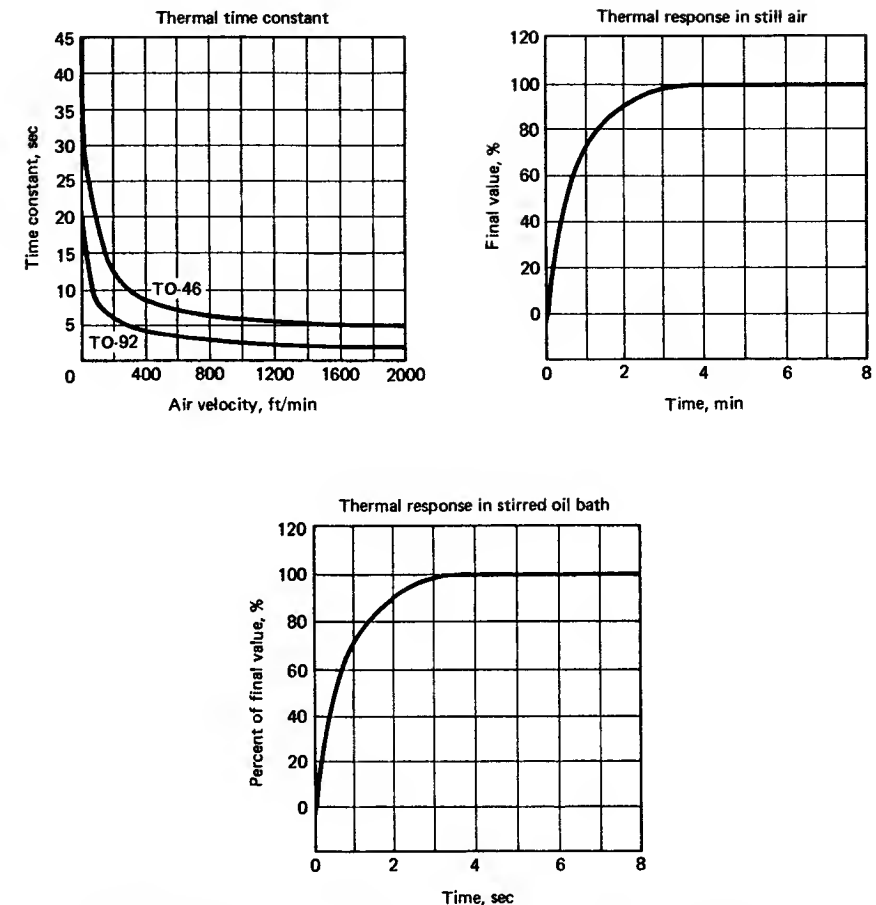 Thermal time constant
45
40
35
30
25
20
15
10
5
0
Time constant, sec
TO-46
TO-92
400 800 1200 1600 2000
Air velocity, ft/min
Thermal response in still air
120
100
80
60
40
20
0
Final value, %
0 2 4 6 8
Time, min
Thermal response in stirred oil bath
120
100
80
60
40
20
0
Percent of final value, %
0 2 4 6 8
Time, sec